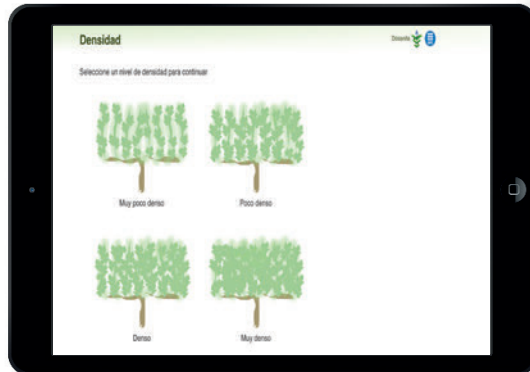 Densidad
Seleccione un nivel de densidad para continuar
Muy poco denso
Poco denso
Denso
Muy denso